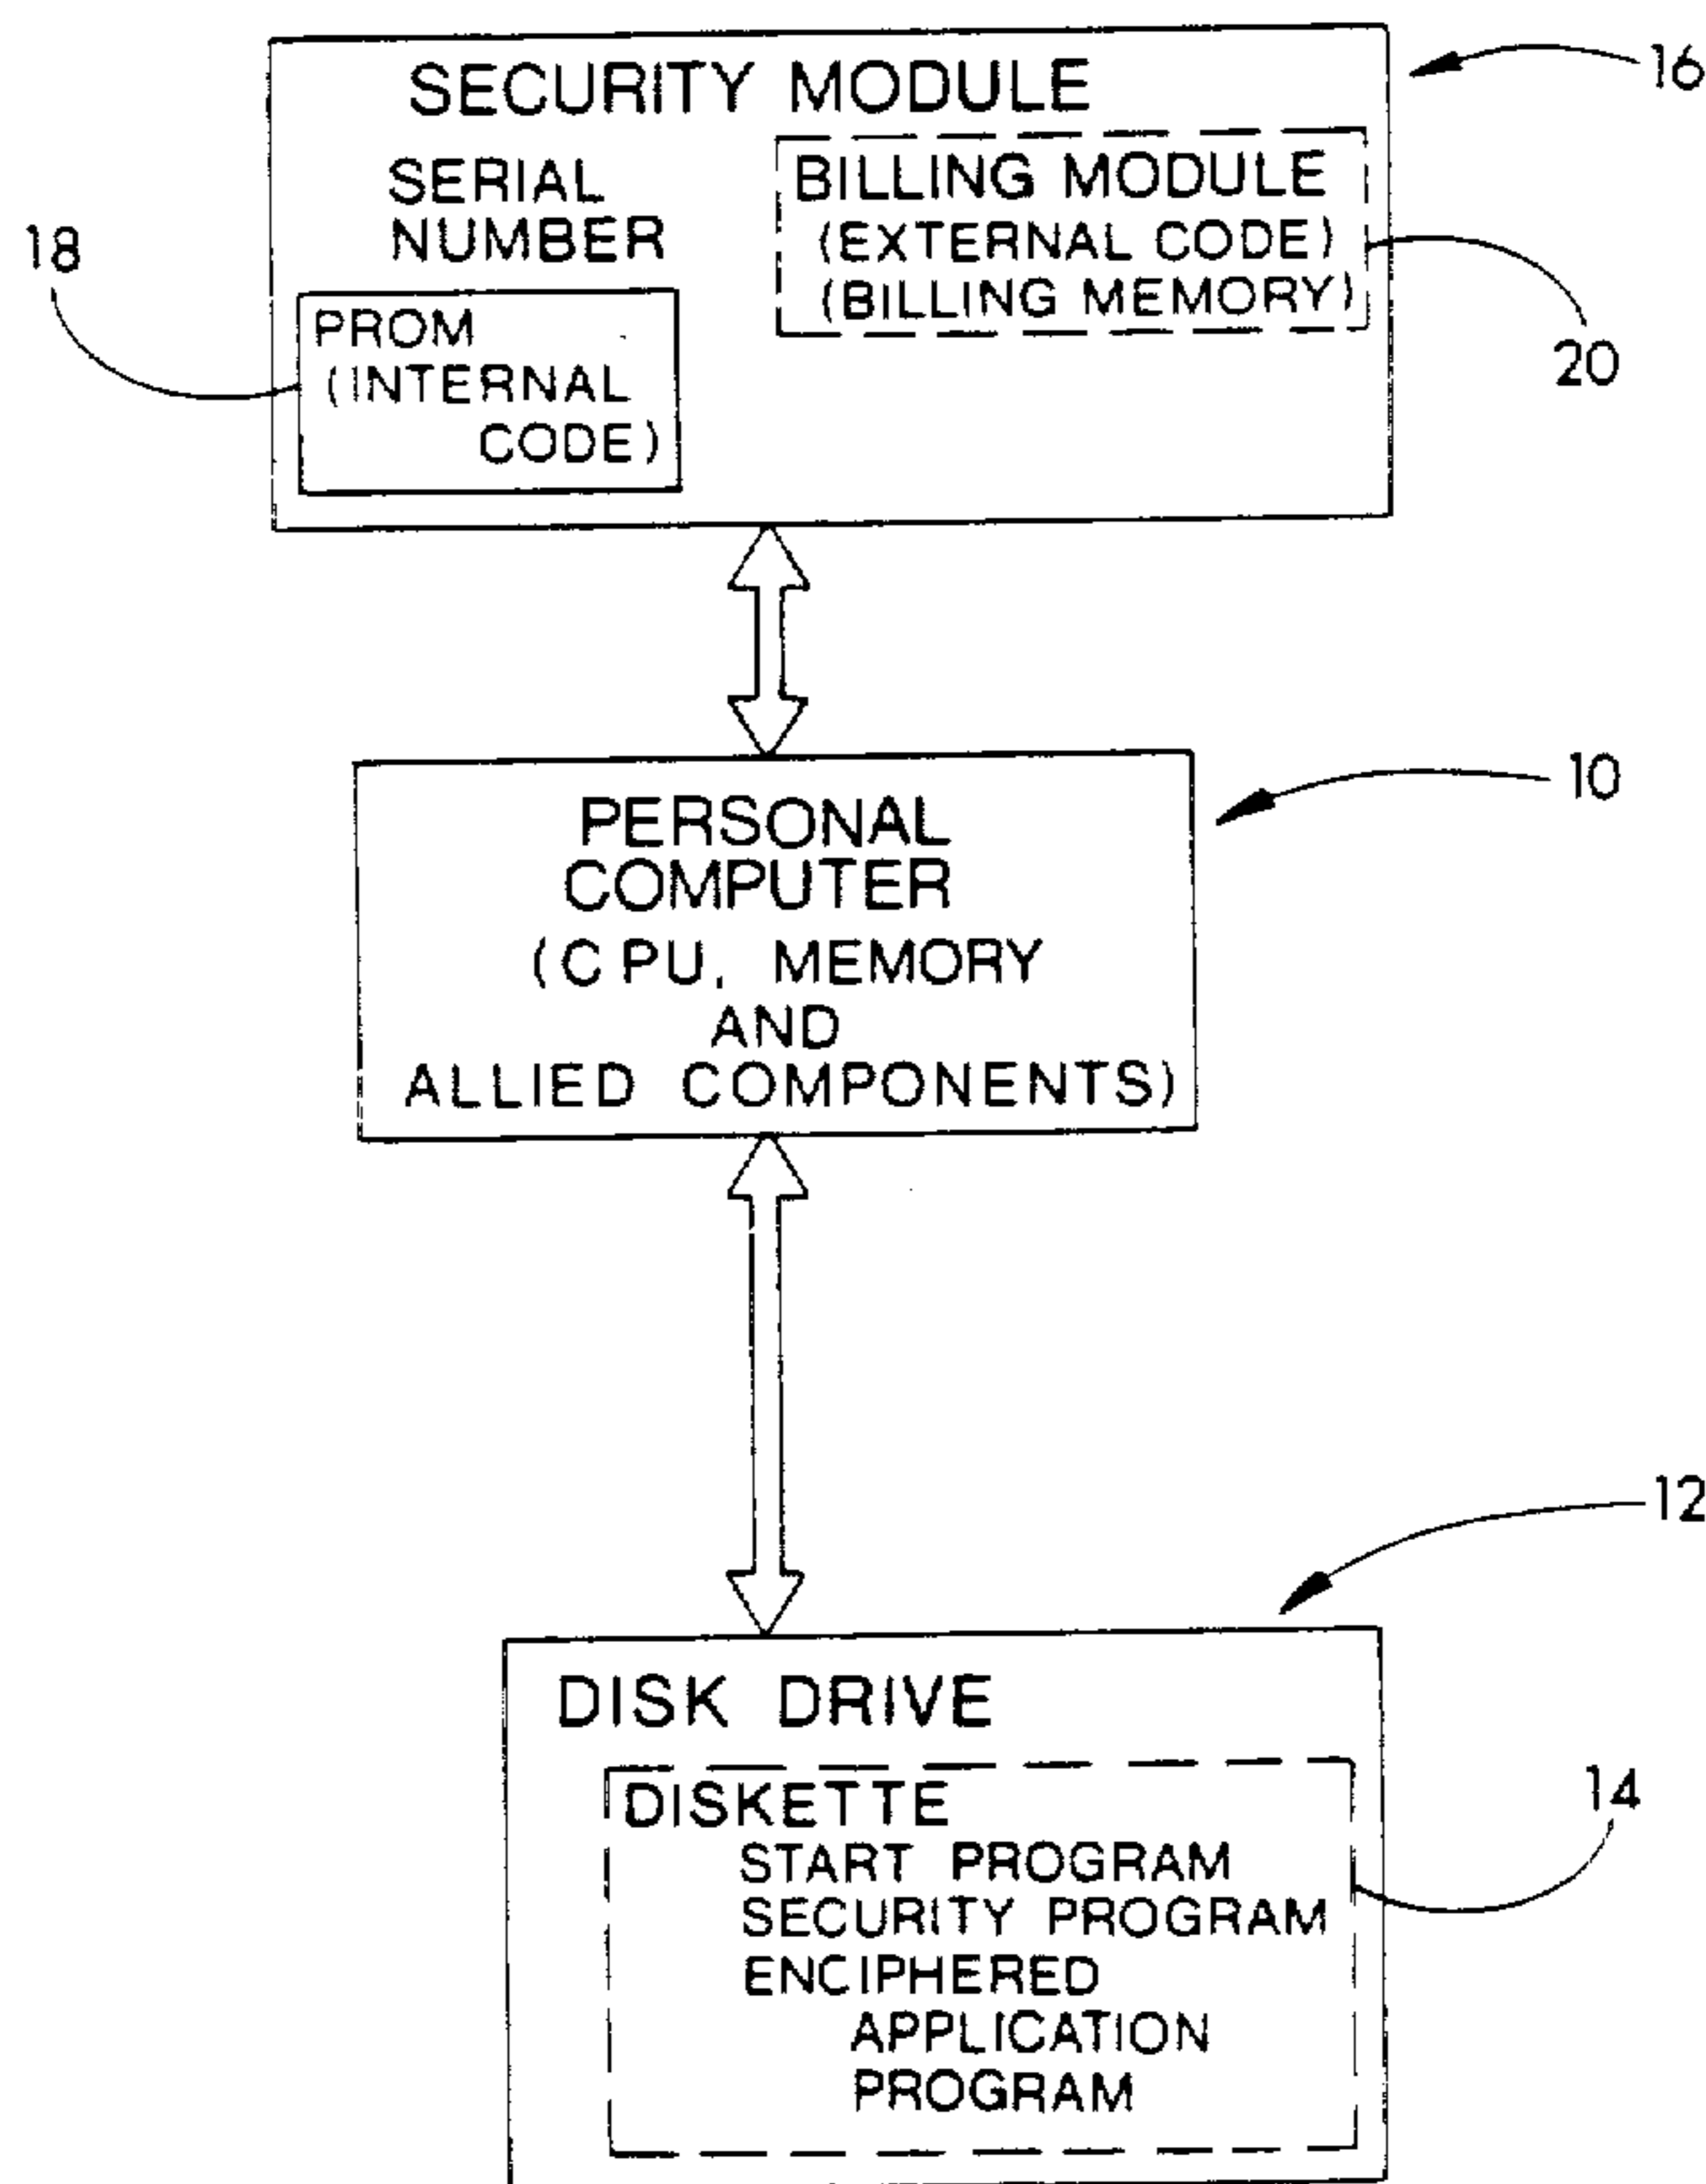 SECURITY MODULE
16
SERIAL
NUMBER
BILLING MODULE
(EXTERNAL CODE)
(BILLING MEMORY)
18
20
PROM
(INTERNAL
CODE)
PERSONAL
COMPUTER
(CPU, MEMORY
AND
ALLIED COMPONENTS)
10
12
DISK DRIVE
DISKETTE
START PROGRAM
SECURITY PROGRAM
ENCIPHERED
APPLICATION
PROGRAM
14